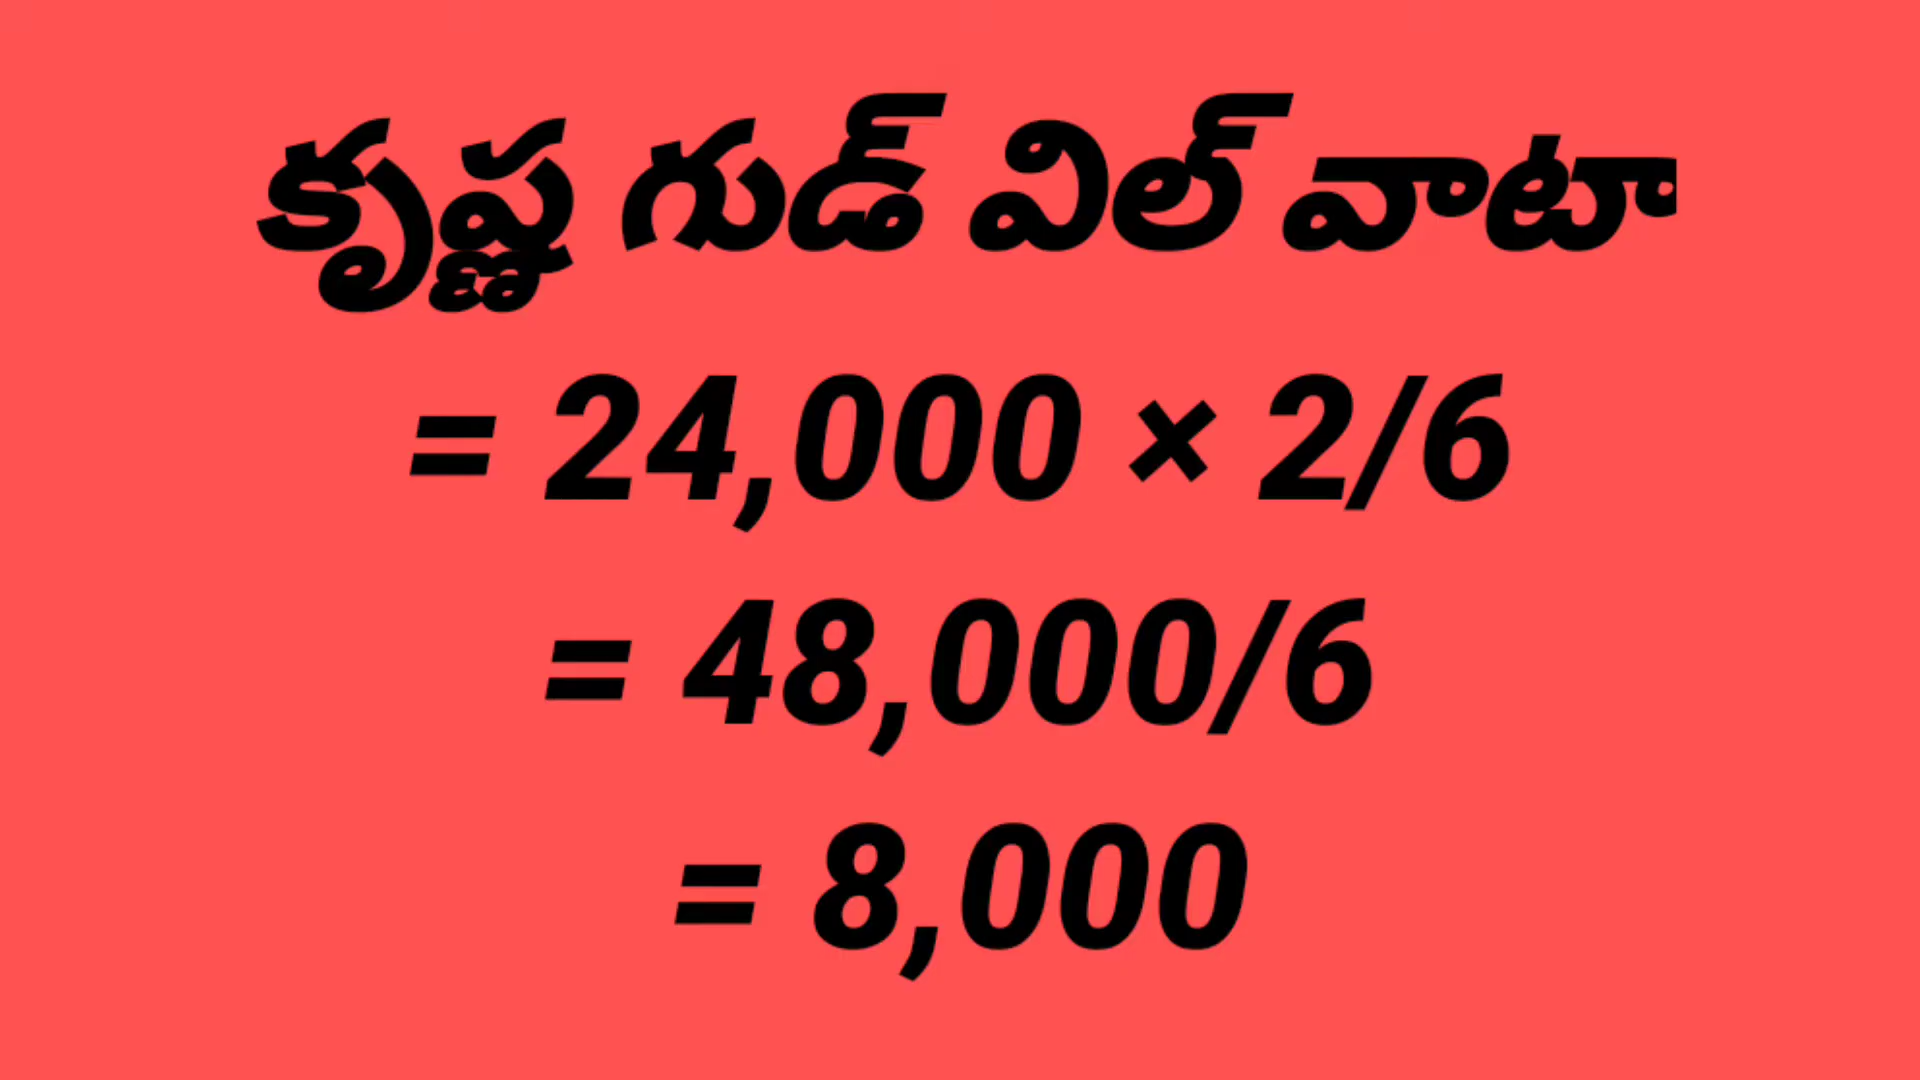 కృష్ణ గుడ్ విల్ వాటా
= 24,000 × 2/6
= 48,000/6
= 8,000